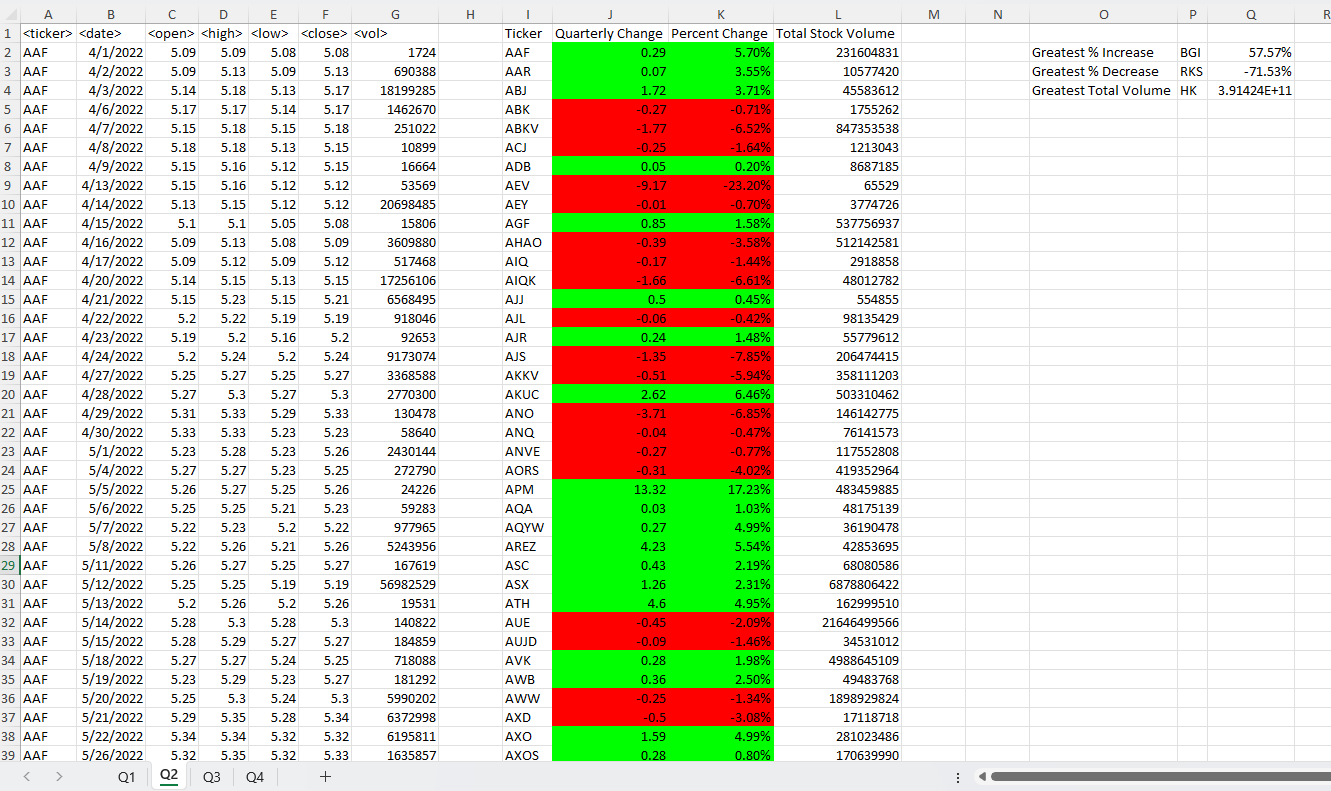 A B C D E F G H I J K L M N O P Q R
1 <ticker> <date> <open> <high> <low> <close> <vol> Ticker Quarterly Change Percent Change Total Stock Volume
2 AAF 4/1/2022 5.09 5.09 5.08 5.08 1724 AAF 0.29 5.70% 231604831 Greatest % Increase BGI 57.57%
3 AAF 4/2/2022 5.09 5.13 5.09 5.13 690388 AAR 0.07 3.55% 10577420 Greatest % Decrease RKS -71.53%
4 AAF 4/3/2022 5.14 5.18 5.13 5.17 18199285 ABJ 1.72 3.71% 45583612 Greatest Total Volume HK 3.91424E+11
5 AAF 4/6/2022 5.17 5.17 5.14 5.17 1462670 ABK -0.27 -0.71% 1755262
6 AAF 4/7/2022 5.15 5.18 5.15 5.18 251022 ABKV -1.77 -6.52% 847353538
7 AAF 4/8/2022 5.18 5.18 5.13 5.15 10899 ACJ -0.25 -1.64% 1213043
8 AAF 4/9/2022 5.15 5.16 5.12 5.15 16664 ADB 0.05 0.20% 8687185
9 AAF 4/13/2022 5.15 5.16 5.12 5.12 53569 AEV -9.17 -23.20% 65529
10 AAF 4/14/2022 5.13 5.15 5.12 5.12 20698485 AEY -0.01 -0.70% 3774726
11 AAF 4/15/2022 5.1 5.1 5.05 5.08 15806 AGF 0.85 1.58% 537756937
12 AAF 4/16/2022 5.09 5.13 5.08 5.09 3609880 AHAO -0.39 -3.58% 512142581
13 AAF 4/17/2022 5.09 5.12 5.09 5.12 517468 AIQ -0.17 -1.44% 2918858
14 AAF 4/20/2022 5.14 5.15 5.13 5.15 17256106 AIQK -1.66 -6.61% 48012782
15 AAF 4/21/2022 5.15 5.23 5.15 5.21 6568495 AJJ 0.5 0.45% 554855
16 AAF 4/22/2022 5.2 5.22 5.19 5.19 918046 AJL -0.06 -0.42% 98135429
17 AAF 4/23/2022 5.19 5.2 5.16 5.2 92653 AJR 0.24 1.48% 55779612
18 AAF 4/24/2022 5.2 5.24 5.2 5.24 9173074 AJS -1.35 -7.85% 206474415
19 AAF 4/27/2022 5.25 5.27 5.25 5.27 3368588 AKKV -0.51 -5.94% 358111203
20 AAF 4/28/2022 5.27 5.3 5.27 5.3 2770300 AKUC 2.62 6.46% 503310462
21 AAF 4/29/2022 5.31 5.33 5.29 5.33 130478 ANO -3.71 -6.85% 146142775
22 AAF 4/30/2022 5.33 5.33 5.23 5.23 58640 ANQ -0.04 -0.47% 76141573
23 AAF 5/1/2022 5.23 5.28 5.23 5.26 2430144 ANVE -0.27 -0.77% 117552808
24 AAF 5/4/2022 5.27 5.27 5.23 5.25 272790 AORS -0.31 -4.02% 419352964
25 AAF 5/5/2022 5.26 5.27 5.25 5.26 24226 APM 13.32 17.23% 483459885
26 AAF 5/6/2022 5.25 5.25 5.21 5.23 59283 AQA 0.03 1.03% 48175139
27 AAF 5/7/2022 5.22 5.23 5.2 5.22 977965 AQYW 0.27 4.99% 36190478
28 AAF 5/8/2022 5.22 5.26 5.21 5.26 5243956 AREZ 4.23 5.54% 42853695
29 AAF 5/11/2022 5.26 5.27 5.25 5.27 167619 ASC 0.43 2.19% 68080586
30 AAF 5/12/2022 5.25 5.25 5.19 5.19 56982529 ASX 1.26 2.31% 6878806422
31 AAF 5/13/2022 5.2 5.26 5.2 5.26 19531 ATH 4.6 4.95% 162999510
32 AAF 5/14/2022 5.28 5.3 5.28 5.3 140822 AUE -0.45 -2.09% 21646499566
33 AAF 5/15/2022 5.28 5.29 5.27 5.27 184859 AUJD -0.09 -1.46% 34531012
34 AAF 5/18/2022 5.27 5.27 5.24 5.25 718088 AVK 0.28 1.98% 4988645109
35 AAF 5/19/2022 5.23 5.29 5.23 5.27 181292 AWB 0.36 2.50% 49483768
36 AAF 5/20/2022 5.25 5.3 5.24 5.3 5990202 AWW -0.25 -1.34% 1898929824
37 AAF 5/21/2022 5.29 5.35 5.28 5.34 6372998 AXD -0.5 -3.08% 17118718
38 AAF 5/22/2022 5.34 5.34 5.32 5.32 6195811 AXO 1.59 4.99% 281023486
39 AAF 5/26/2022 5.32 5.35 5.32 5.33 1635857 AXOS 0.28 0.80% 170639990
Q1 Q2 Q3 Q4